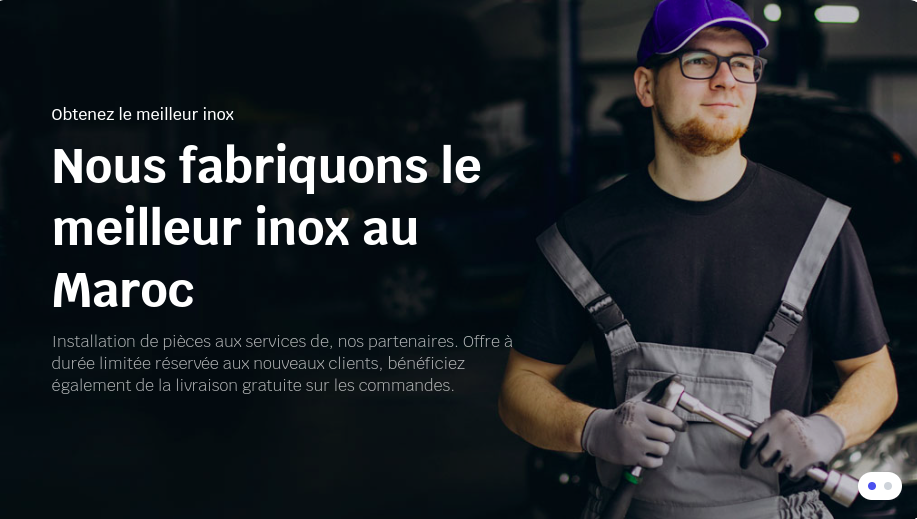 Obtenez le meilleur inox
Nous fabriquons le
meilleur inox au
Maroc
Installation de pièces aux services de, nos partenaires. Offre à
durée limitée réservée aux nouveaux clients, bénéficiez
également de la livraison gratuite sur les commandes.